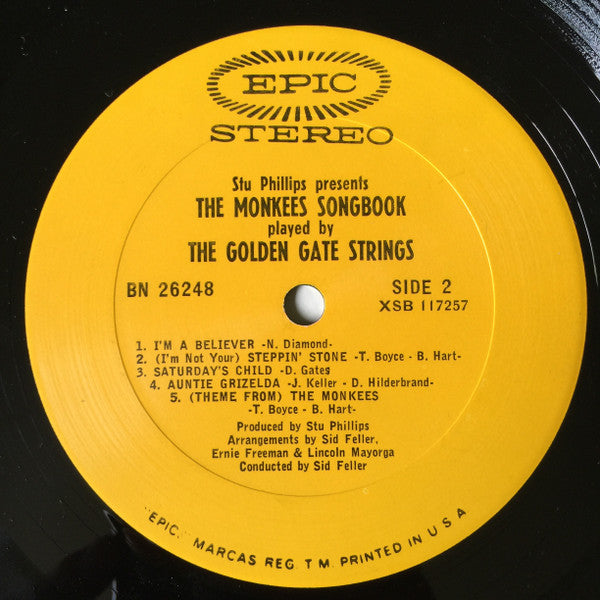 EPIC
STEREO
Stu Phillips presents
THE MONKEES SONGBOOK
played by
THE GOLDEN GATE STRINGS
BN 26248
SIDE 2
XSB 117257
1. I'M A BELIEVER -N. Diamond-
2. (I'm Not Your) STEPPIN' STONE -T. Boyce - B. Hart-
3. SATURDAY'S CHILD -D. Gates
4. AUNTIE GRIZELDA -J. Keller - D. Hilderbrand-
5. (THEME FROM) THE MONKEES
-T. Boyce - B. Hart-
Produced by Stu Phillips
Arrangements by Sid Feller,
Ernie Freeman & Lincoln Mayorga
Conducted by Sid Feller
"EPIC," MARCAS REG. T M. PRINTED IN U S A